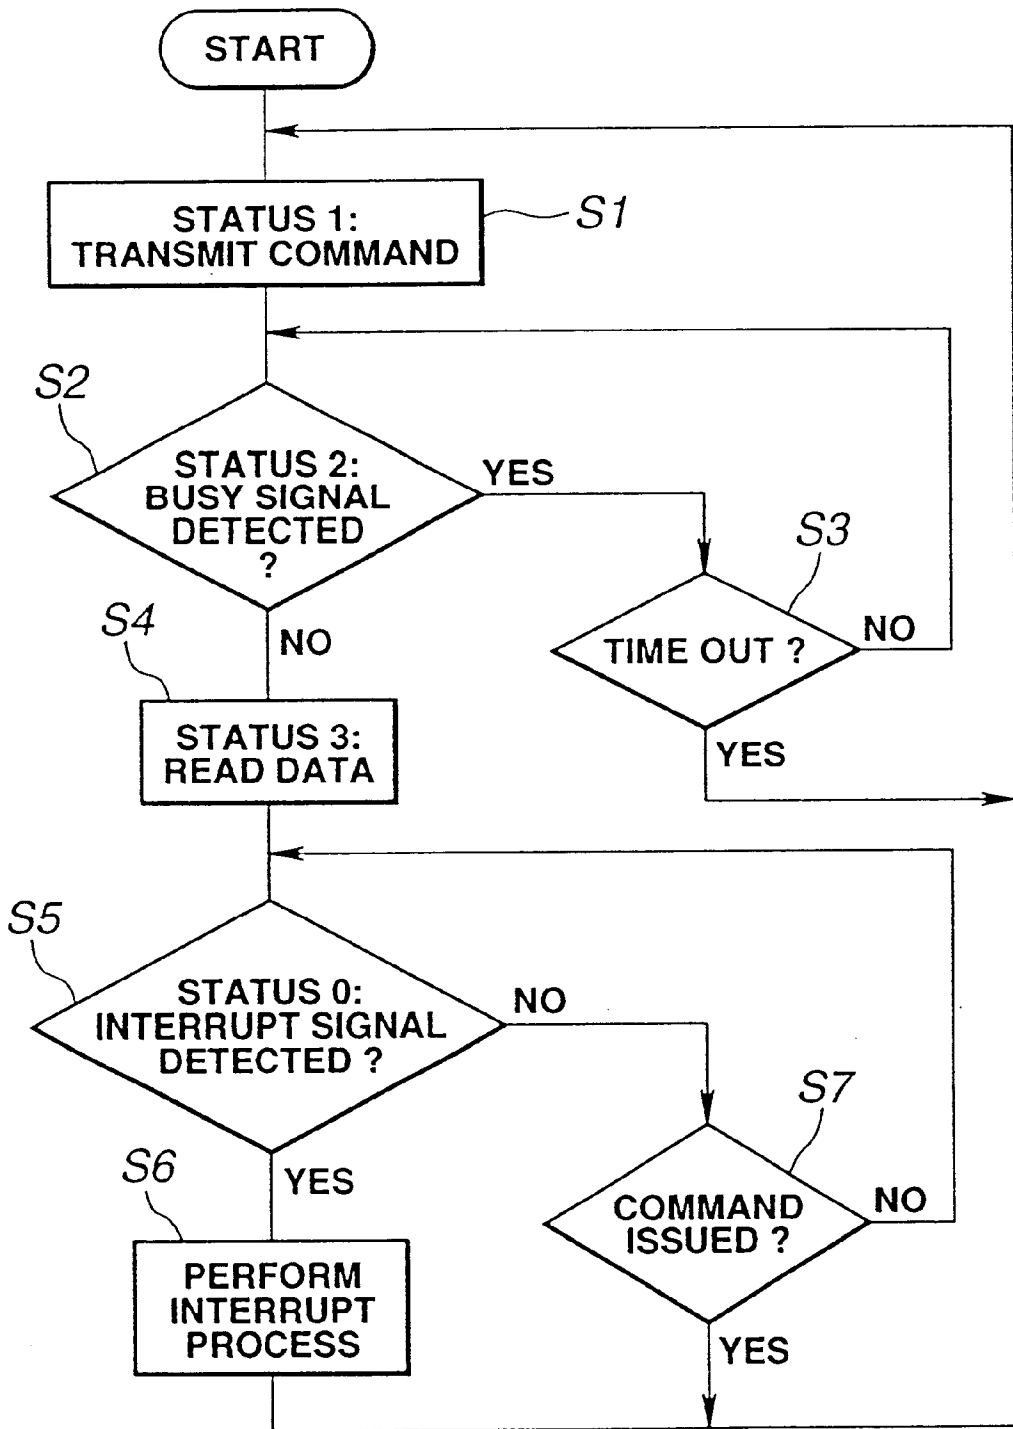 START
STATUS 1:
TRANSMIT COMMAND
S1
S2
STATUS 2:
BUSY SIGNAL
DETECTED
?
YES
S3
TIME OUT ?
NO
YES
NO
S4
STATUS 3:
READ DATA
S5
STATUS 0:
INTERRUPT SIGNAL
DETECTED ?
NO
S7
COMMAND
ISSUED ?
NO
YES
YES
S6
PERFORM
INTERRUPT
PROCESS